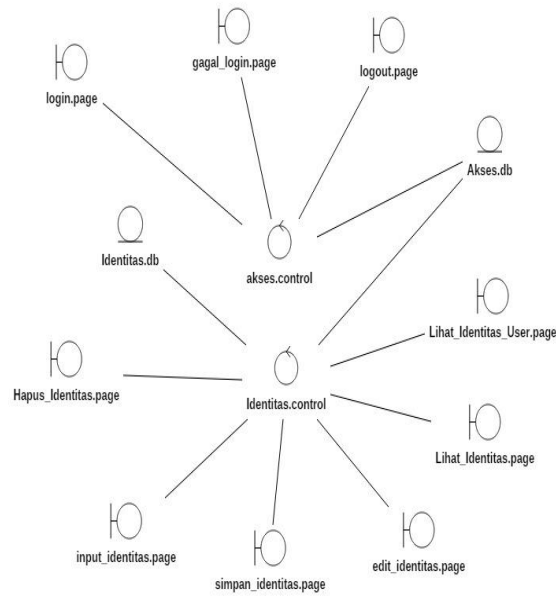 gagal_login.page
logout.page
login.page
Akses.db
Identitas.db
akses.control
Lihat_Identitas_User.page
Hapus_Identitas.page
Identitas.control
Lihat_Identitas.page
input_identitas.page
edit_identitas.page
simpan_identitas.page